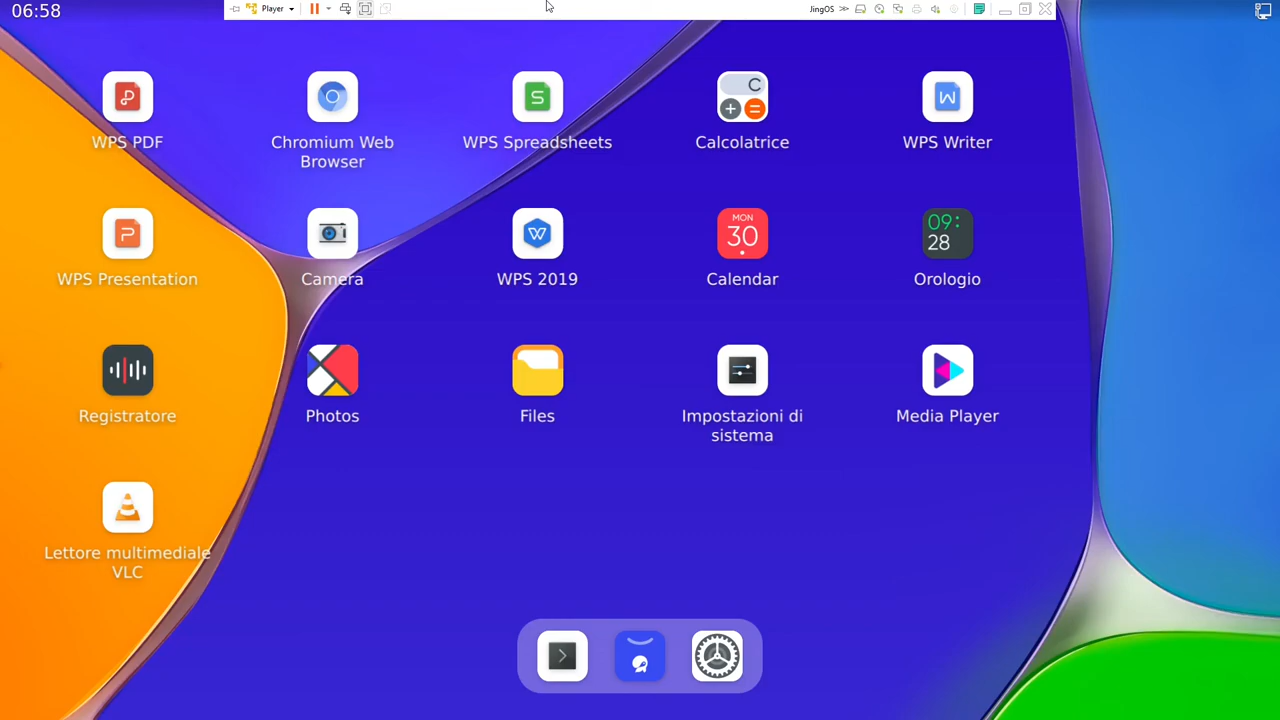 06:58
Player
JingOS
WPS PDF
Chromium Web
Browser
WPS Spreadsheets
C
Calcolatrice
WPS Writer
WPS Presentation
Camera
WPS 2019
MON
30
Calendar
09:
28
Orologio
Registratore
Photos
Files
Impostazioni di
sistema
Media Player
Lettore multimediale
VLC